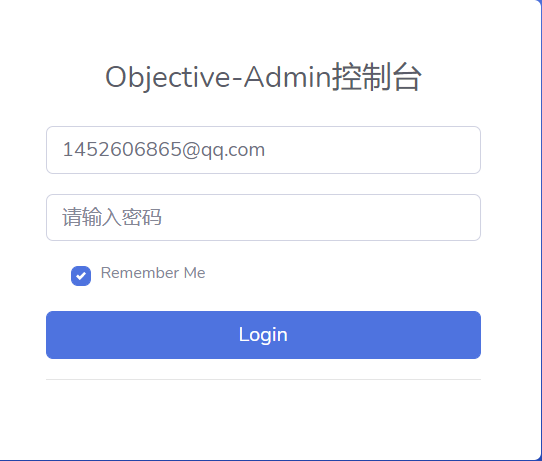 Objective-Admin控制台
1452606865@qq.com
请输入密码
Remember Me
Login